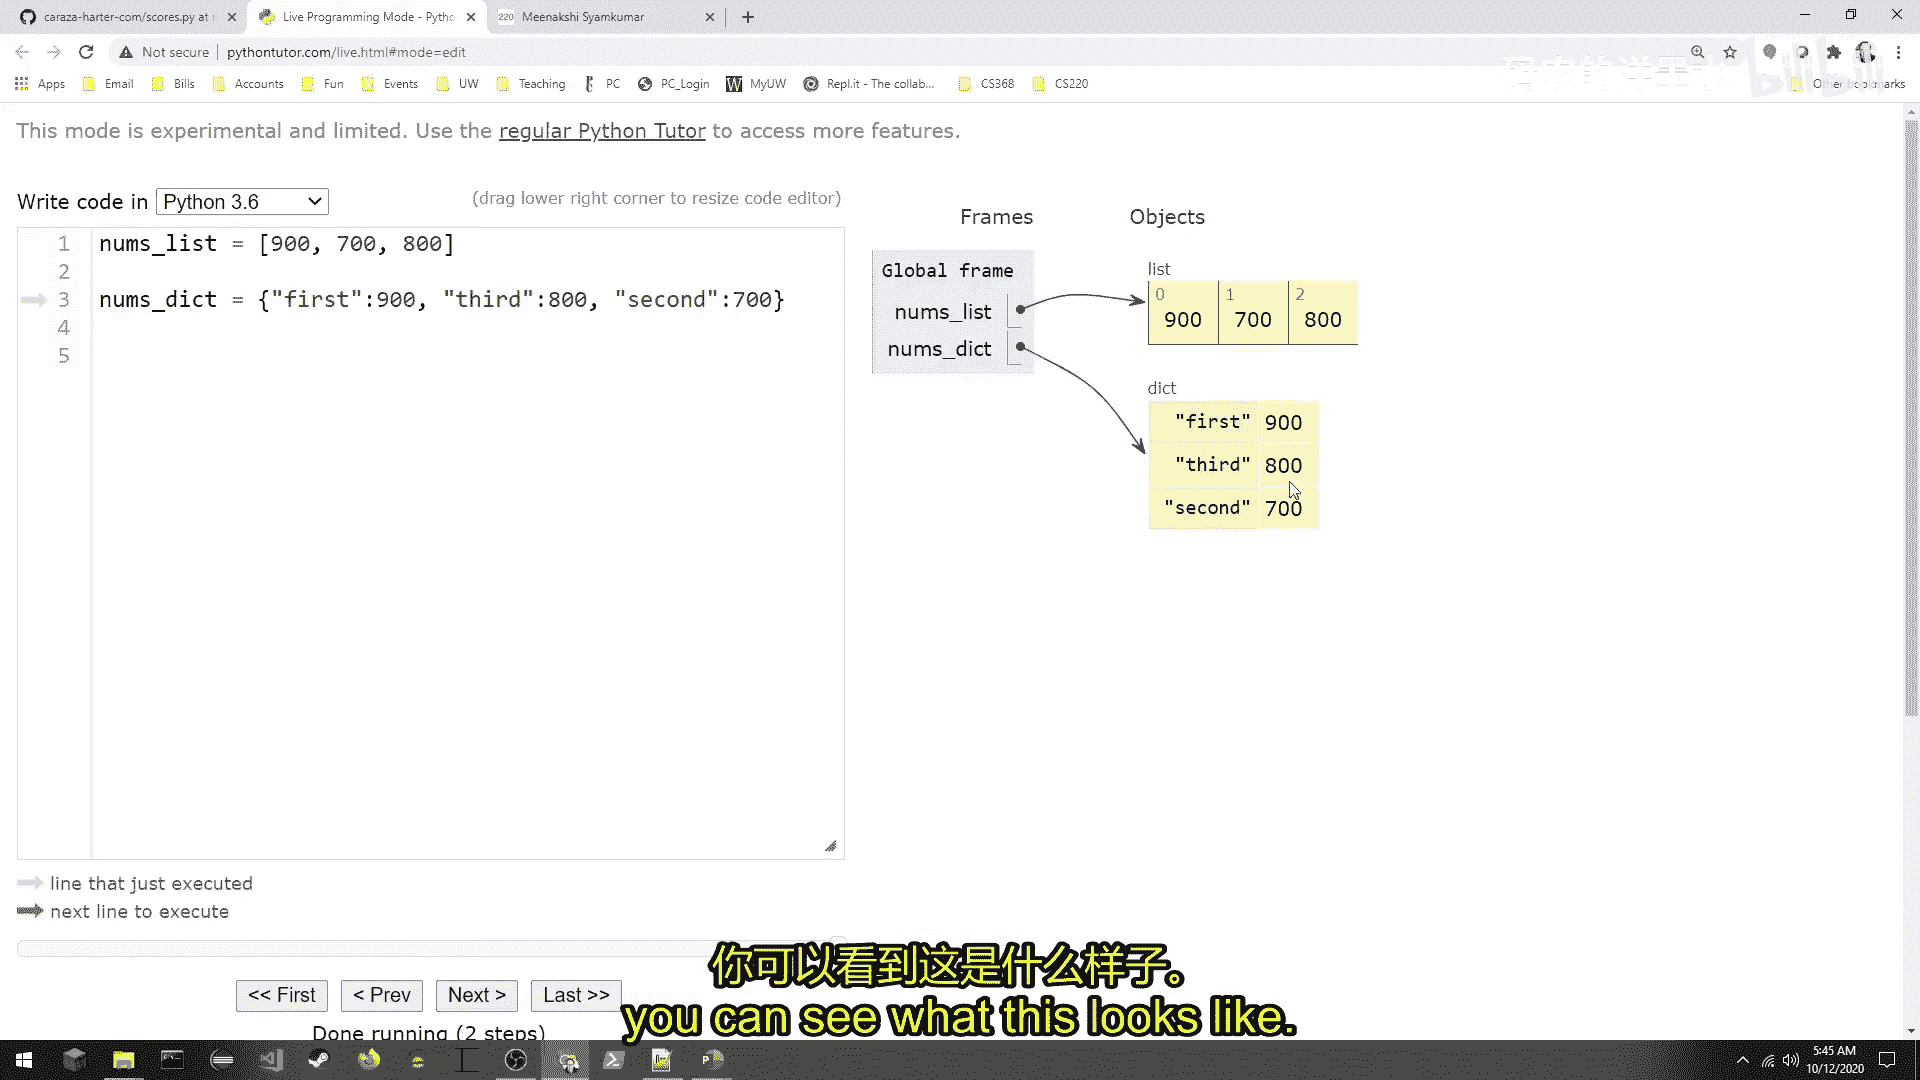 caraza-harter-com/scores.py at
Live Programming Mode - Pytho
220 Meenakshi Syamkumar
Not secure pythontutor.com/live.html#mode=edit
Apps Email Bills Accounts Fun Events UW Teaching PC PC_Login MyUW Repl.it - The collab... CS368 CS220 Other bookmarks
This mode is experimental and limited. Use the regular Python Tutor to access more features.
Write code in Python 3.6
(drag lower right corner to resize code editor)
1 nums_list = [900, 700, 800]
2
3 nums_dict = {"first":900, "third":800, "second":700}
4
5
Frames Objects
Global frame
nums_list
nums_dict
list
0 1 2
900 700 800
dict
"first" 900
"third" 800
"second" 700
line that just executed
next line to execute
<< First < Prev Next > Last >>
Done running (2 steps)
你可以看到这是什么样子。
you can see what this looks like.
5:45 AM
10/12/2020